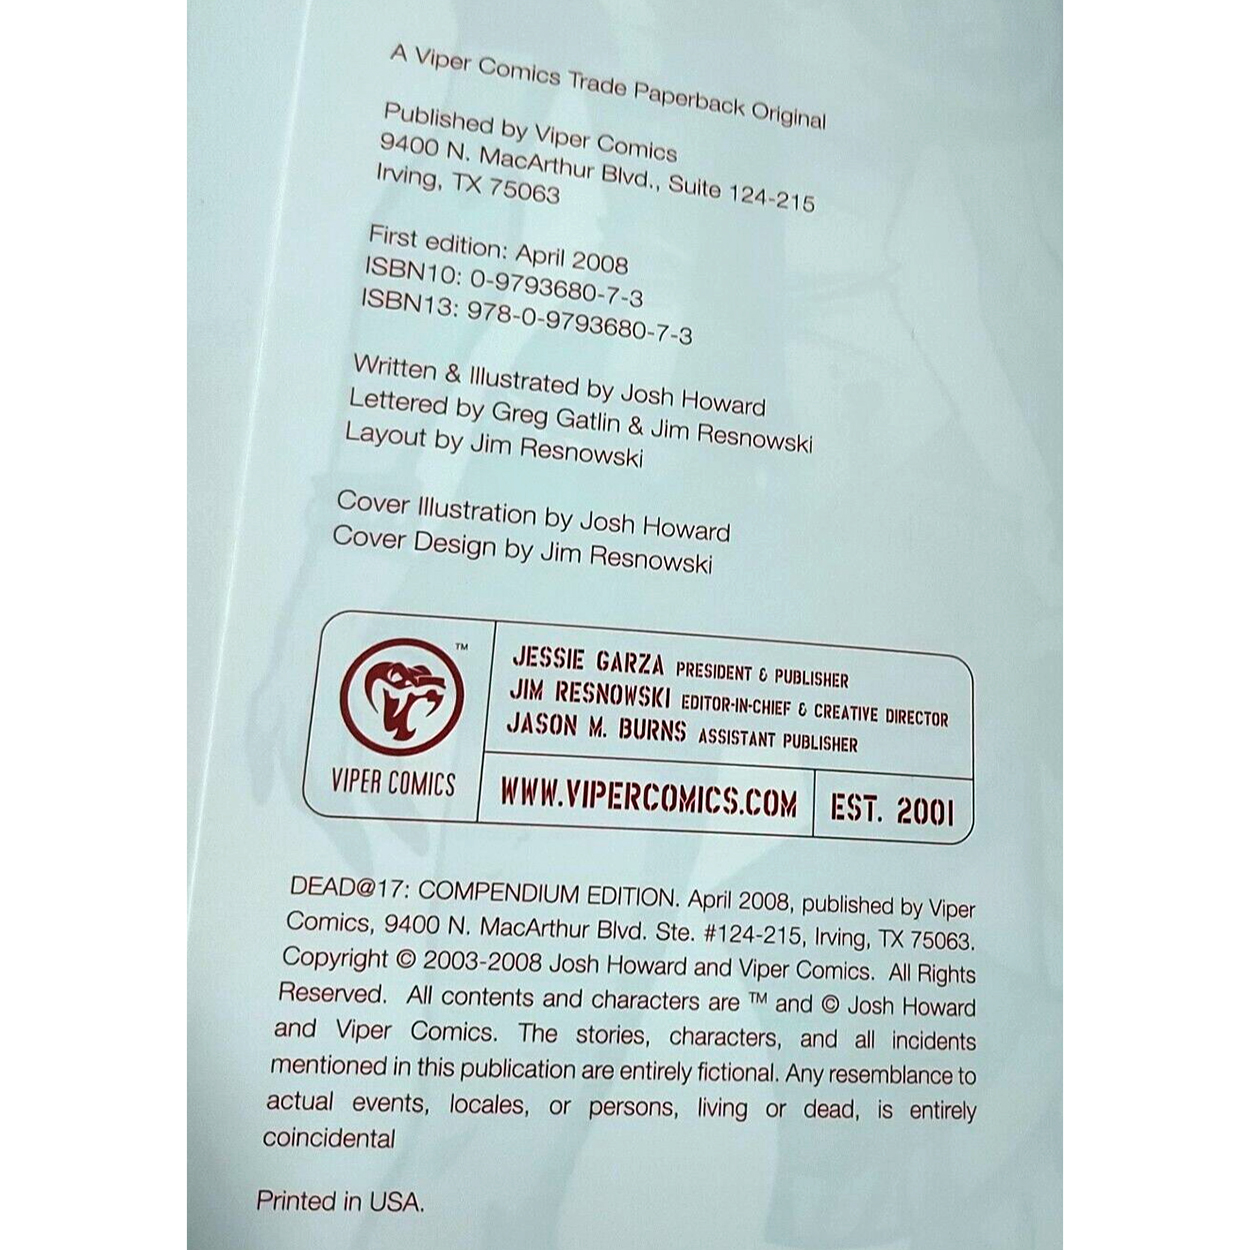 A Viper Comics Trade Paperback Original
Published by Viper Comics
9400 N. MacArthur Blvd., Suite 124-215
Irving, TX 75063
First edition: April 2008
ISBN10: 0-9793680-7-3
ISBN13: 978-0-9793680-7-3
Written & Illustrated by Josh Howard
Lettered by Greg Gatlin & Jim Resnowski
Layout by Jim Resnowski
Cover Illustration by Josh Howard
Cover Design by Jim Resnowski
TM
VIPER COMICS
JESSIE GARZA PRESIDENT & PUBLISHER
JIM RESNOWSKI EDITOR-IN-CHIEF & CREATIVE DIRECTOR
JASON M. BURNS ASSISTANT PUBLISHER
WWW.VIPERCOMICS.COM
EST. 2001
DEAD@17: COMPENDIUM EDITION. April 2008, published by Viper
Comics, 9400 N. MacArthur Blvd. Ste. #124-215, Irving, TX 75063.
Copyright © 2003-2008 Josh Howard and Viper Comics. All Rights
Reserved. All contents and characters are ™ and © Josh Howard
and Viper Comics. The stories, characters, and all incidents
mentioned in this publication are entirely fictional. Any resemblance to
actual events, locales, or persons, living or dead, is entirely
coincidental
Printed in USA.